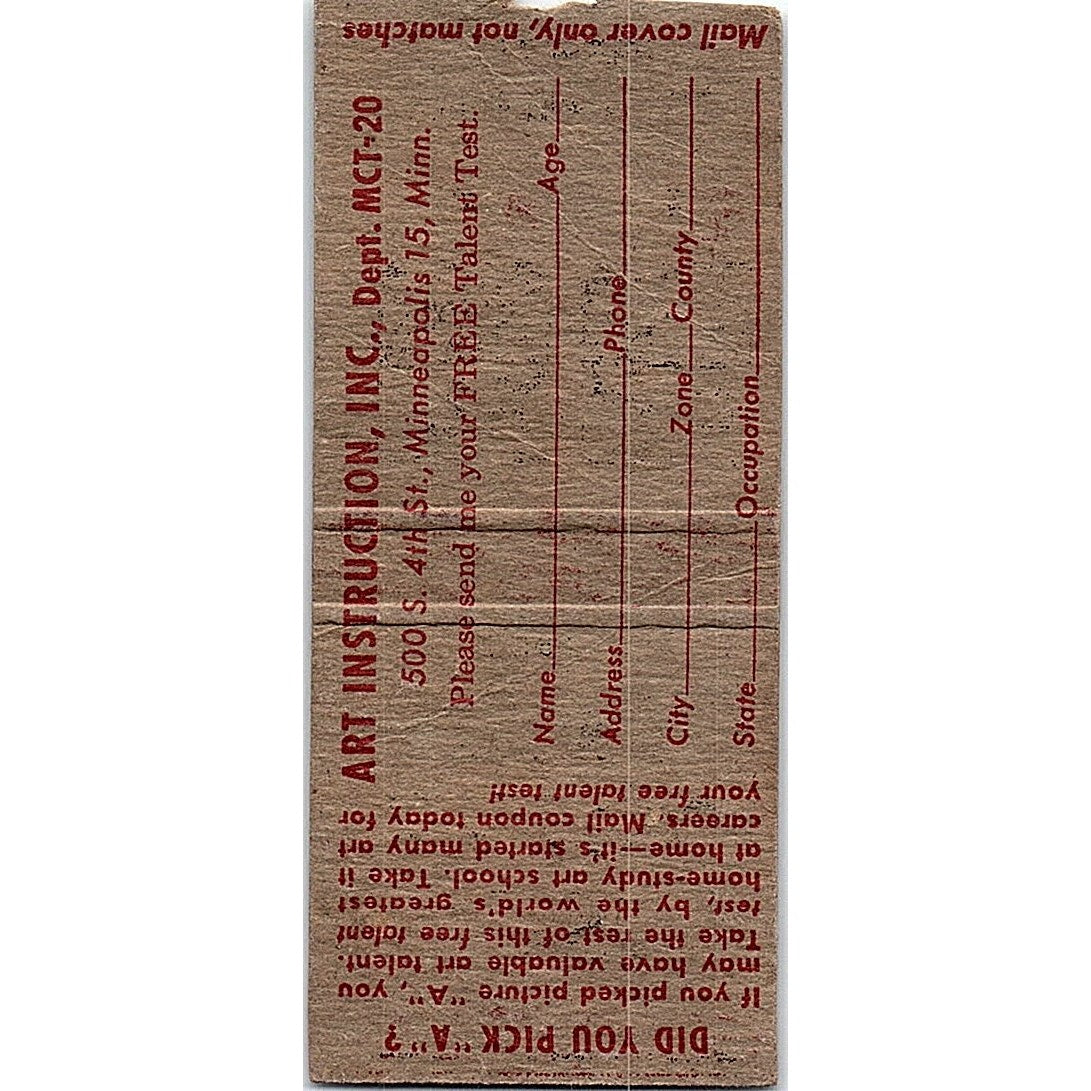 DID YOU PICK "A"?
If you picked picture "A", you
may have valuable art talent.
Take the rest of this free talent
test, by the world's greatest
home-study art school. Take it
at home—it's started many art
careers. Mail coupon today for
your free talent test!
ART INSTRUCTION, INC., Dept. MCT-20
500 S. 4th St., Minneapolis 15, Minn.
Please send me your FREE Talent Test.
Name Age
Address Phone
City Zone County
State Occupation
Mail cover only, not matches